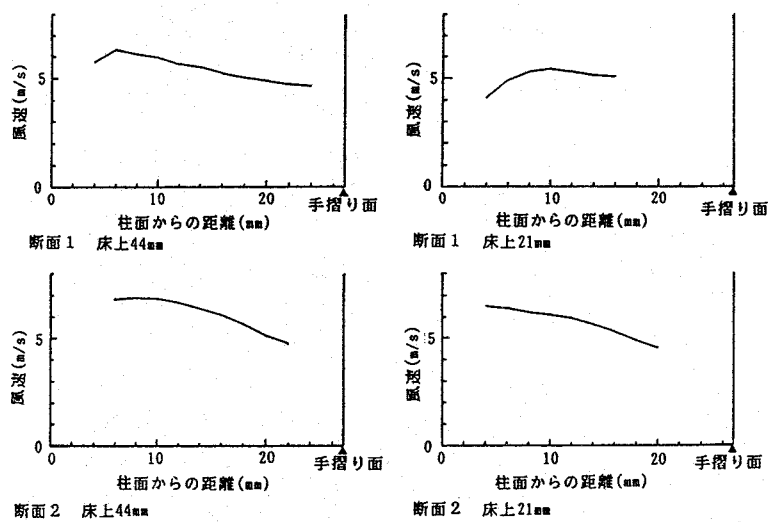 風速(m/s)
5
0
0
10
20
手摺り面
柱面からの距離(mm)
断面1 床上44mm
風速(m/s)
5
0
0
10
20
手摺り面
柱面からの距離(mm)
断面1 床上21mm
風速(m/s)
5
0
0
10
20
手摺り面
柱面からの距離(mm)
断面2 床上44mm
風速(m/s)
5
0
0
10
20
手摺り面
柱面からの距離(mm)
断面2 床上21mm